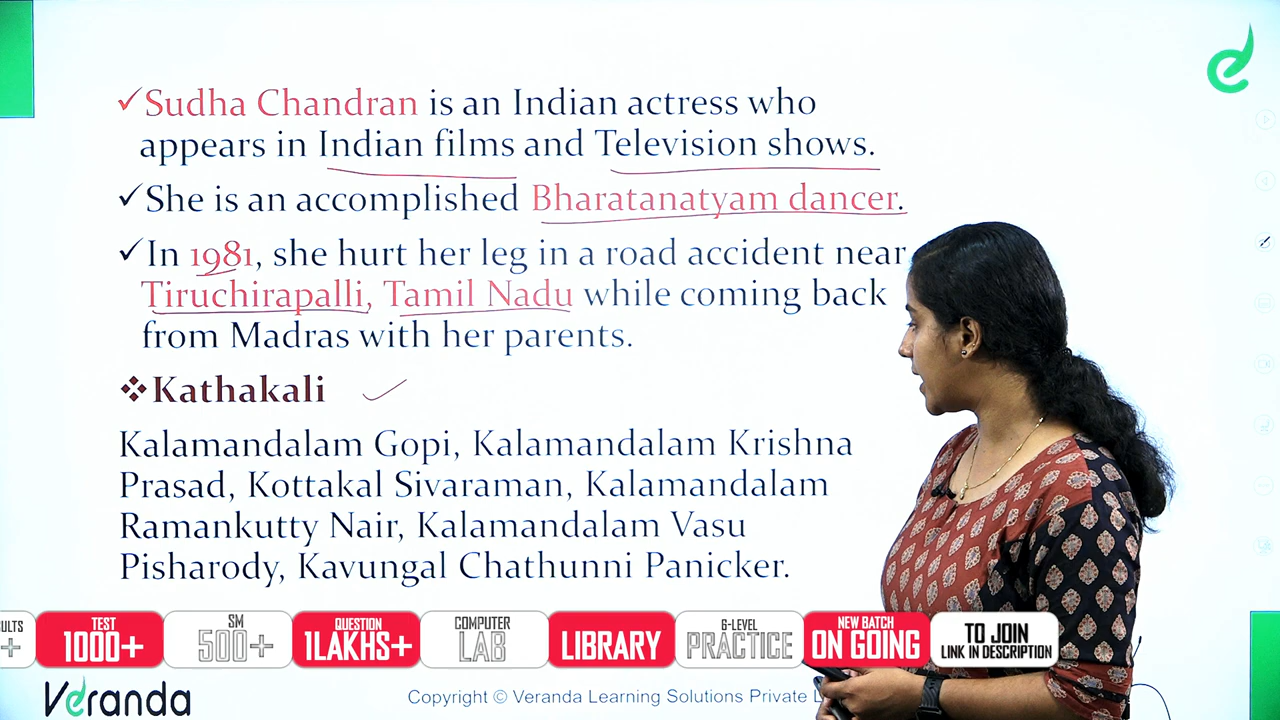 ✓Sudha Chandran is an Indian actress who
appears in Indian films and Television shows.
✓She is an accomplished Bharatanatyam dancer.
✓In 1981, she hurt her leg in a road accident near
Tiruchirapalli, Tamil Nadu while coming back
from Madras with her parents.
❖Kathakali
Kalamandalam Gopi, Kalamandalam Krishna
Prasad, Kottakal Sivaraman, Kalamandalam
Ramankutty Nair, Kalamandalam Vasu
Pisharody, Kavungal Chathunni Panicker.
TEST
1000+
SM
500+
QUESTION
1LAKHS+
COMPUTER
LAB
LIBRARY
6-LEVEL
PRACTICE
NEW BATCH
ON GOING
TO JOIN
LINK IN DESCRIPTION
Veranda
Copyright © Veranda Learning Solutions Private